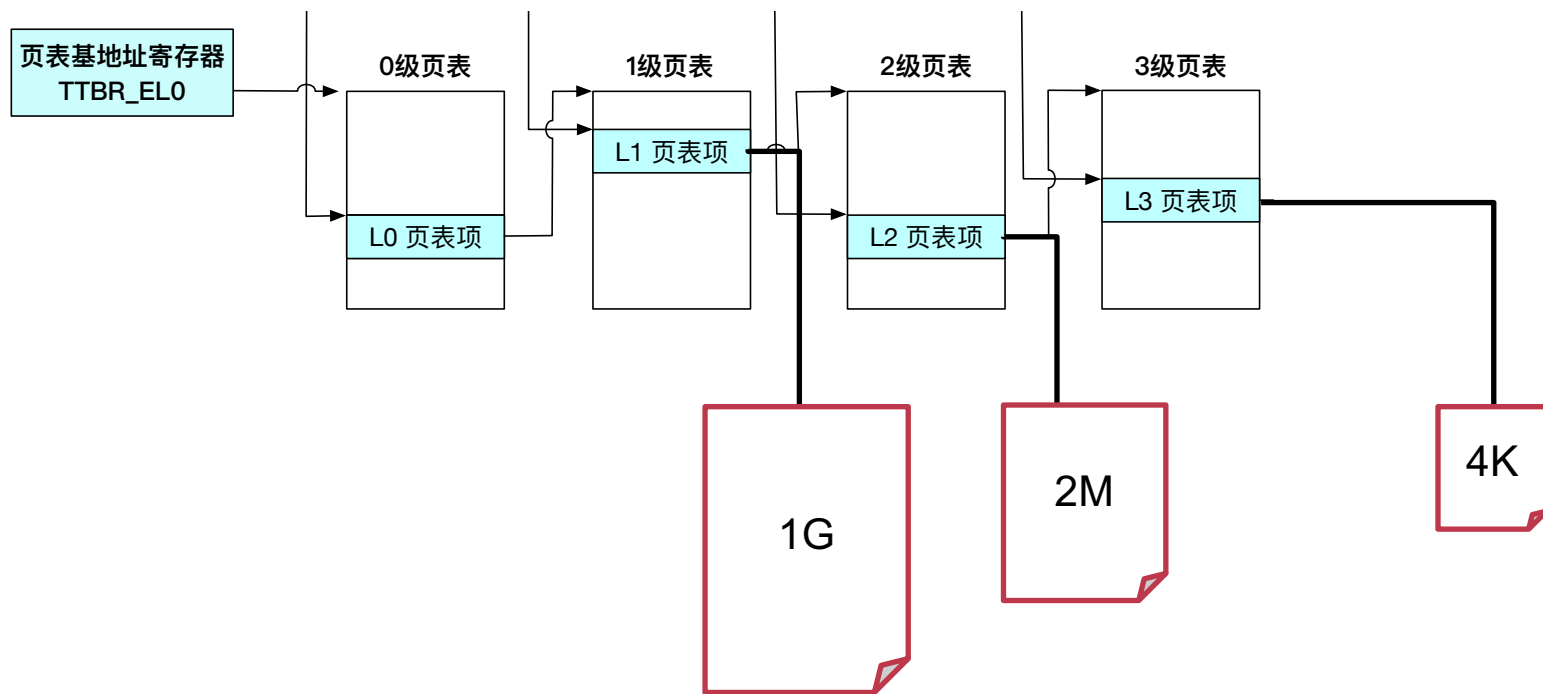 页表基地址寄存器
TTBR_EL0
0级页表
1级页表
2级页表
3级页表
L0 页表项
L1 页表项
L2 页表项
L3 页表项
1G
2M
4K